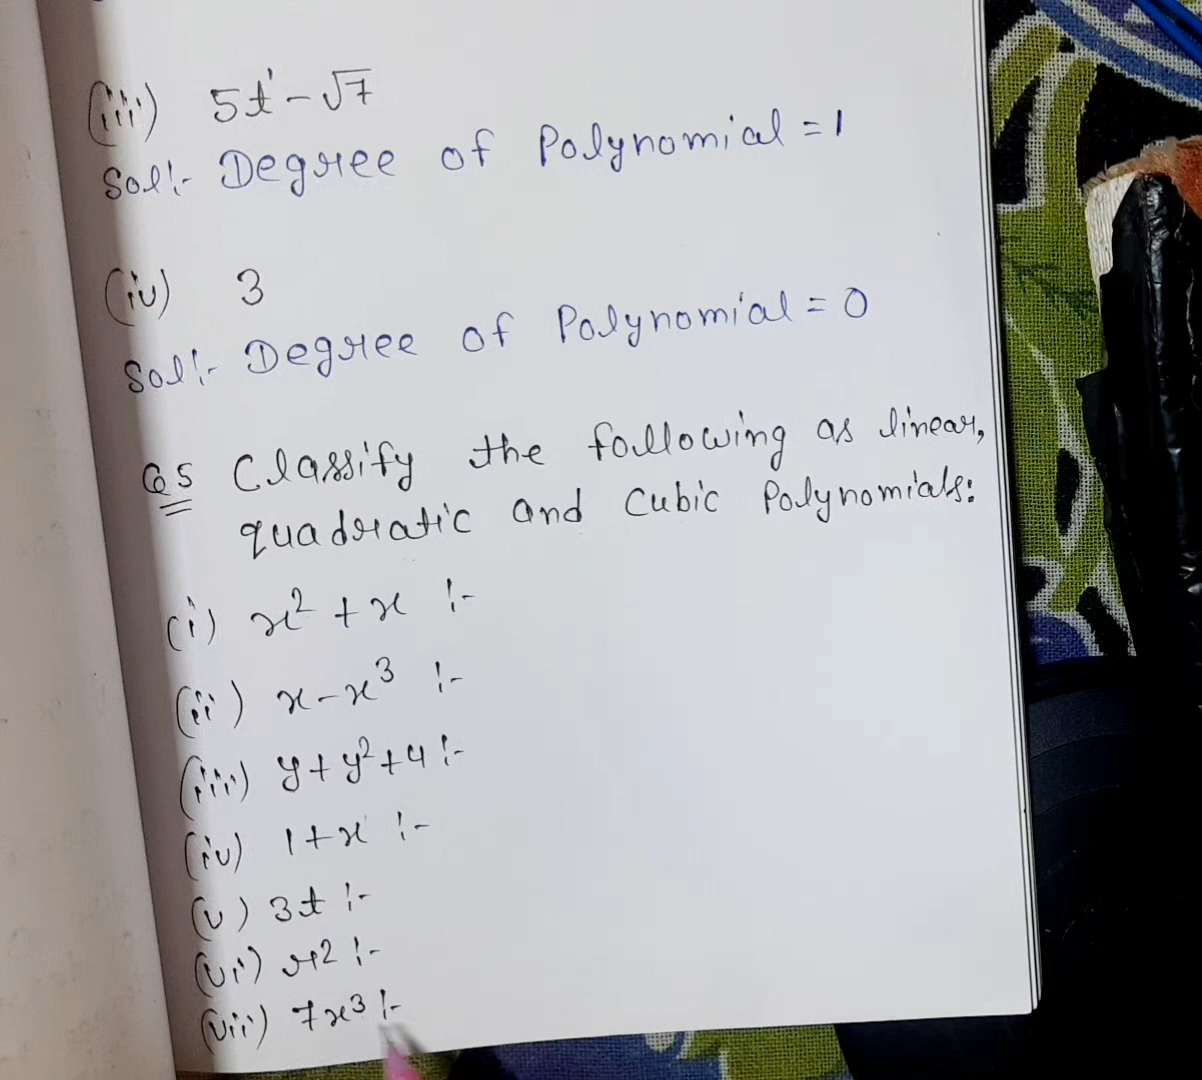 (iii) 5t¹-√7
Sol:- Degree of Polynomial = 1
(iv) 3
Sol:- Degree of Polynomial = 0
Q5 Classify the following as linear,
quadratic and Cubic Polynomials:
(i) x² + x :-
(ii) x-x³ :-
(iii) y+y²+4 :-
(iv) 1+x :-
(v) 3t :-
(vi) r² :-
(vii) 7x³ :-